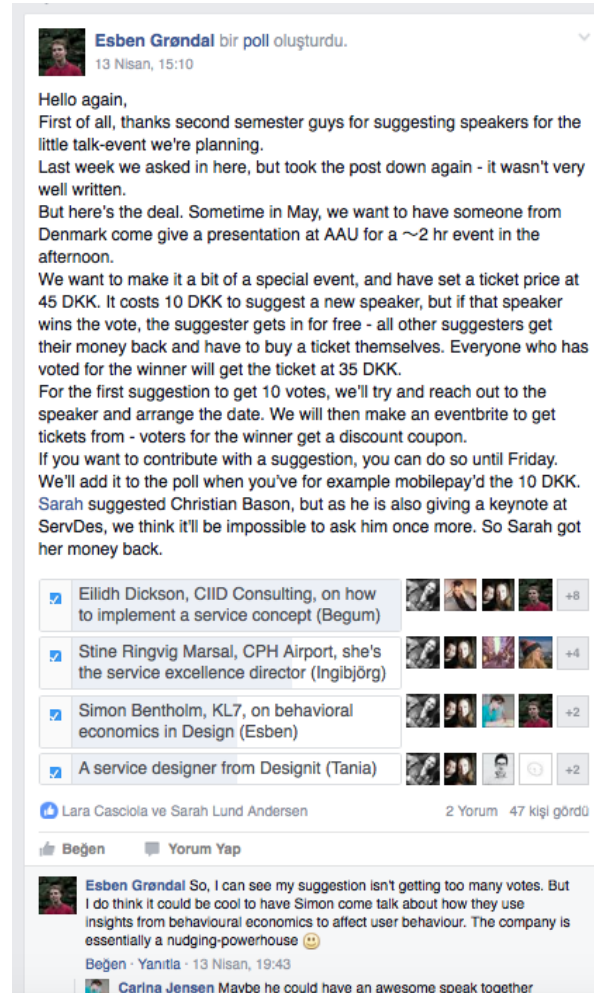 Esben Grøndal bir poll oluşturdu.
13 Nisan, 15:10
Hello again,
First of all, thanks second semester guys for suggesting speakers for the
little talk-event we're planning.
Last week we asked in here, but took the post down again - it wasn't very
well written.
But here's the deal. Sometime in May, we want to have someone from
Denmark come give a presentation at AAU for a ~2 hr event in the
afternoon.
We want to make it a bit of a special event, and have set a ticket price at
45 DKK. It costs 10 DKK to suggest a new speaker, but if that speaker
wins the vote, the suggester gets in for free - all other suggesters get
their money back and have to buy a ticket themselves. Everyone who has
voted for the winner will get the ticket at 35 DKK.
For the first suggestion to get 10 votes, we'll try and reach out to the
speaker and arrange the date. We will then make an eventbrite to get
tickets from - voters for the winner get a discount coupon.
If you want to contribute with a suggestion, you can do so until Friday.
We'll add it to the poll when you've for example mobilepay'd the 10 DKK.
Sarah suggested Christian Bason, but as he is also giving a keynote at
ServDes, we think it'll be impossible to ask him once more. So Sarah got
her money back.
Eilidh Dickson, CIID Consulting, on how
to implement a service concept (Begum)
+8
Stine Ringvig Marsal, CPH Airport, she's
the service excellence director (Ingibjörg)
+4
Simon Bentholm, KL7, on behavioral
economics in Design (Esben)
+2
A service designer from Designit (Tania)
+2
Lara Casciola ve Sarah Lund Andersen
2 Yorum 47 kişi gördü
Beğen Yorum Yap
Esben Grøndal So, I can see my suggestion isn't getting too many votes. But
I do think it could be cool to have Simon come talk about how they use
insights from behavioural economics to affect user behaviour. The company is
essentially a nudging-powerhouse
Beğen · Yanıtla · 13 Nisan, 19:43
Carina Jensen Maybe he could have an awesome speak together